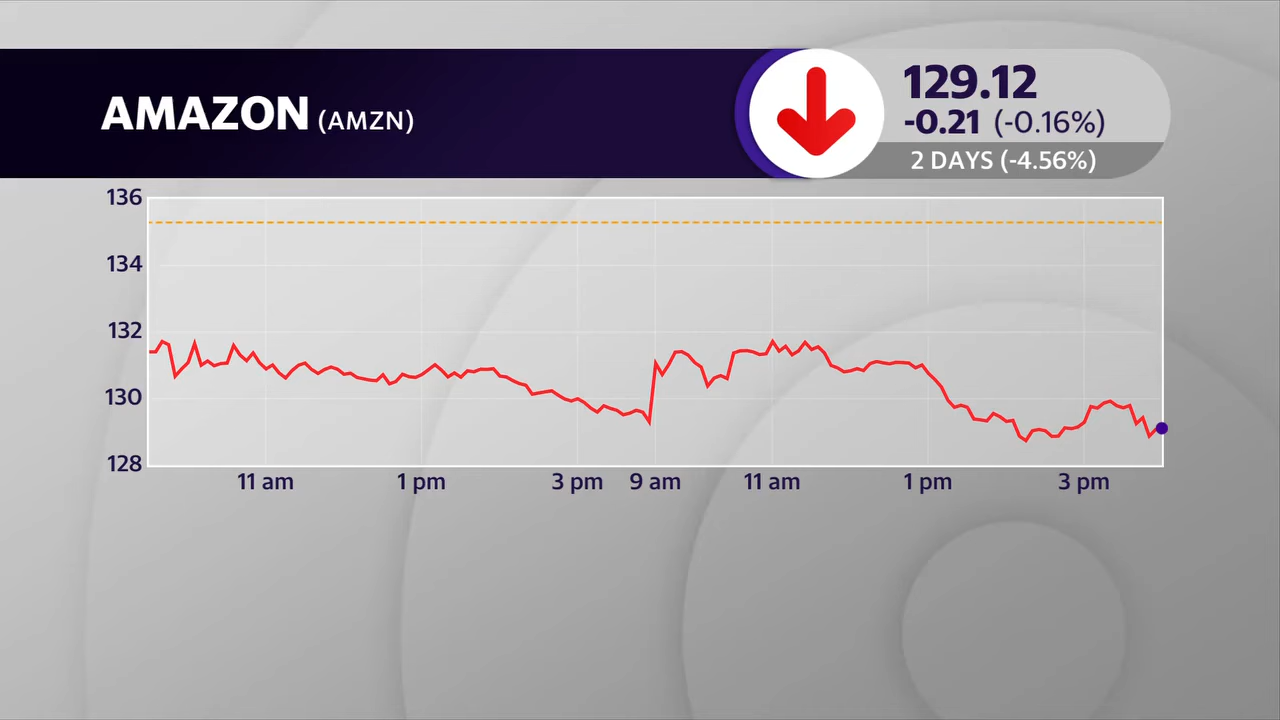 AMAZON (AMZN)
129.12
-0.21 (-0.16%)
2 DAYS (-4.56%)
136
134
132
130
128
11 am 1 pm 3 pm 9 am 11 am 1 pm 3 pm